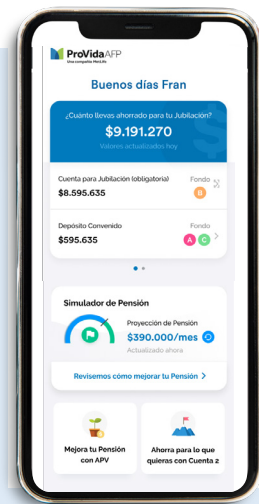 ProVida AFP
Una compañía MetLife
Buenos días Fran
¿Cuánto llevas ahorrado para tu Jubilación?
$9.191.270
Valores actualizados hoy
Cuenta para Jubilación (obligatoria)
Fondo
$8.595.635
B
Depósito Convenido
Fondo
$595.635
A C
Simulador de Pensión
Proyección de Pensión
$390.000/mes
Actualizado ahora
Revisemos cómo mejorar tu Pensión
Mejora tu Pensión
con APV
Ahorra para lo que
quieras con Cuenta 2